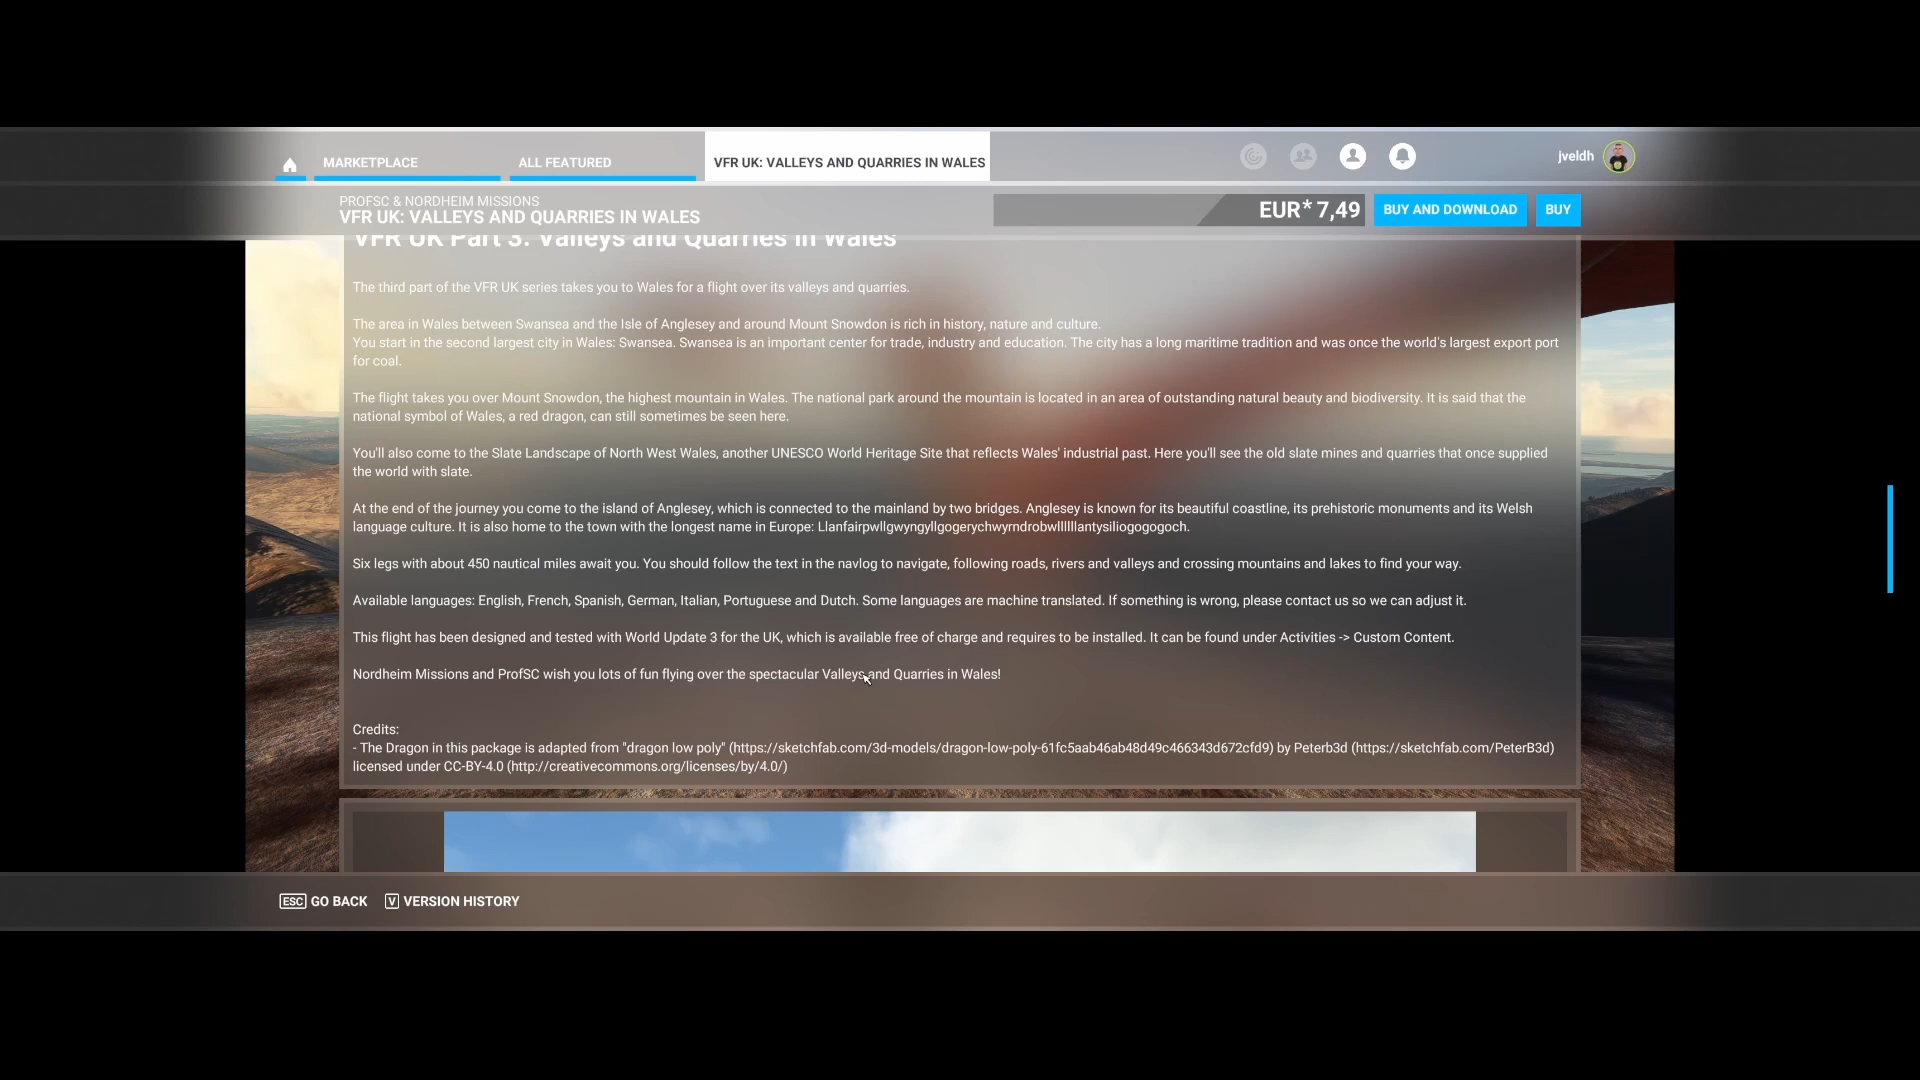 MARKETPLACE
ALL FEATURED
VFR UK: VALLEYS AND QUARRIES IN WALES
jveldh
PROFSC & NORDHEIM MISSIONS
VFR UK: VALLEYS AND QUARRIES IN WALES
EUR* 7,49
BUY AND DOWNLOAD
BUY
VFR UK Part 3: Valleys and Quarries in Wales
The third part of the VFR UK series takes you to Wales for a flight over its valleys and quarries.
The area in Wales between Swansea and the Isle of Anglesey and around Mount Snowdon is rich in history, nature and culture.
You start in the second largest city in Wales: Swansea. Swansea is an important center for trade, industry and education. The city has a long maritime tradition and was once the world's largest export port
for coal.
The flight takes you over Mount Snowdon, the highest mountain in Wales. The national park around the mountain is located in an area of outstanding natural beauty and biodiversity. It is said that the
national symbol of Wales, a red dragon, can still sometimes be seen here.
You'll also come to the Slate Landscape of North West Wales, another UNESCO World Heritage Site that reflects Wales' industrial past. Here you'll see the old slate mines and quarries that once supplied
the world with slate.
At the end of the journey you come to the island of Anglesey, which is connected to the mainland by two bridges. Anglesey is known for its beautiful coastline, its prehistoric monuments and its Welsh
language culture. It is also home to the town with the longest name in Europe: Llanfairpwllgwyngyllgogerychwyrndrobwllllllantysiliogogogoch.
Six legs with about 450 nautical miles await you. You should follow the text in the navlog to navigate, following roads, rivers and valleys and crossing mountains and lakes to find your way.
Available languages: English, French, Spanish, German, Italian, Portuguese and Dutch. Some languages are machine translated. If something is wrong, please contact us so we can adjust it.
This flight has been designed and tested with World Update 3 for the UK, which is available free of charge and requires to be installed. It can be found under Activities -> Custom Content.
Nordheim Missions and ProfSC wish you lots of fun flying over the spectacular Valleys and Quarries in Wales!
Credits:
- The Dragon in this package is adapted from "dragon low poly" (https://sketchfab.com/3d-models/dragon-low-poly-61fc5aab46ab48d49c466343d672cfd9) by Peterb3d (https://sketchfab.com/PeterB3d)
licensed under CC-BY-4.0 (http://creativecommons.org/licenses/by/4.0/)
ESC GO BACK
V VERSION HISTORY